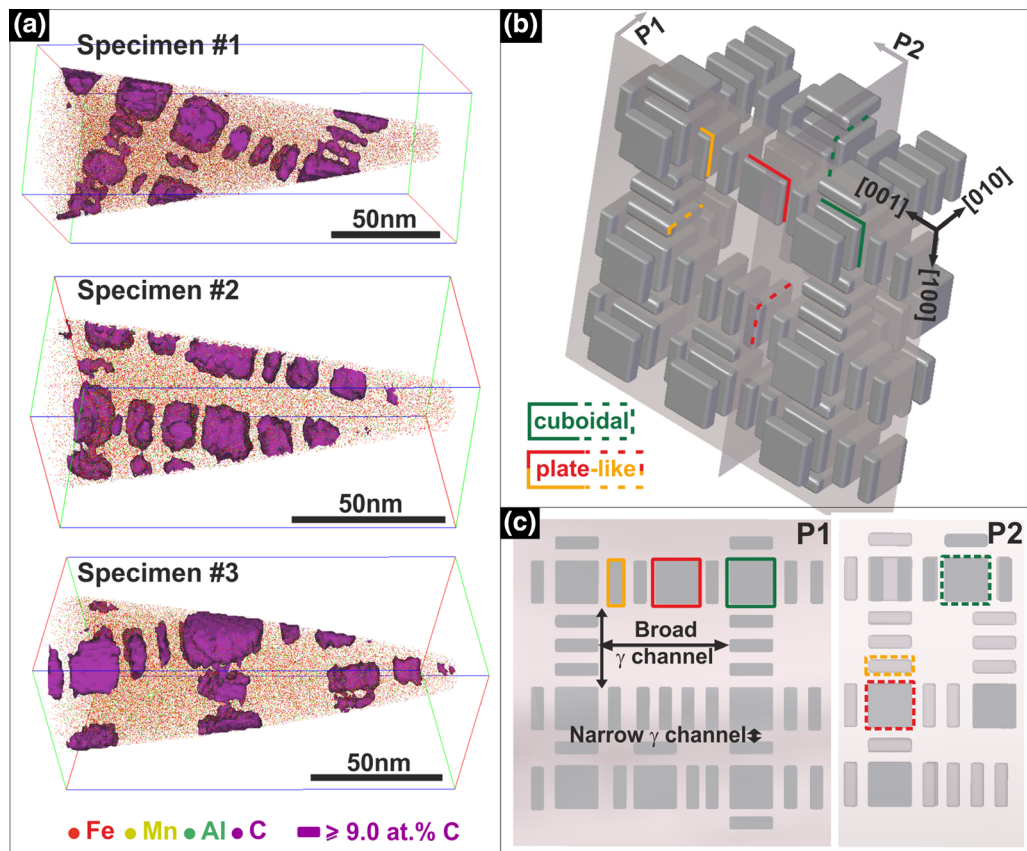 (a)
Specimen #1
50nm
Specimen #2
50nm
Specimen #3
50nm
Fe Mn Al C ⩾ 9.0 at.% C
(b)
P1
P2
[001]
[010]
[100]
cuboidal
plate-like
(c)
P1
P2
Broad
γ channel
Narrow γ channel